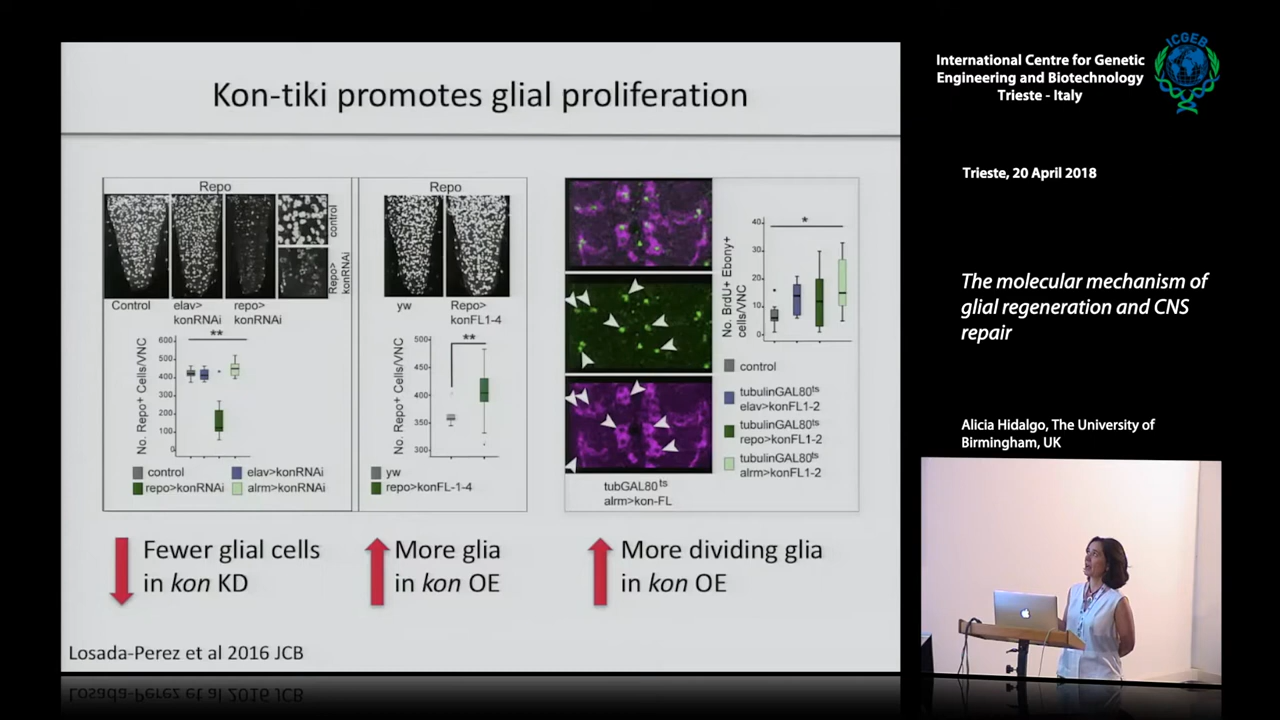 Kon-tiki promotes glial proliferation
Repo
control
Repo>
konRNAi
Control
elav>
konRNAi
repo>
konRNAi
**
No. Repo⁺ Cells/VNC
600
500
400
300
200
100
0
control
elav>konRNAi
repo>konRNAi
alrm>konRNAi
Repo
yw
Repo>
konFL1-4
**
No. Repo⁺ Cells/VNC
500
450
400
350
300
yw
repo>konFL-1-4
tubGAL80ts
alrm>kon-FL
*
No. BrdU+ Ebony+
cells/VNC
40
30
20
10
0
control
tubulinGAL80ts
elav>konFL1-2
tubulinGAL80ts
repo>konFL1-2
tubulinGAL80ts
alrm>konFL1-2
Fewer glial cells
in kon KD
More glia
in kon OE
More dividing glia
in kon OE
Losada-Perez et al 2016 JCB
International Centre for Genetic
Engineering and Biotechnology
Trieste - Italy
ICGEB
Trieste, 20 April 2018
The molecular mechanism of
glial regeneration and CNS
repair
Alicia Hidalgo, The University of
Birmingham, UK